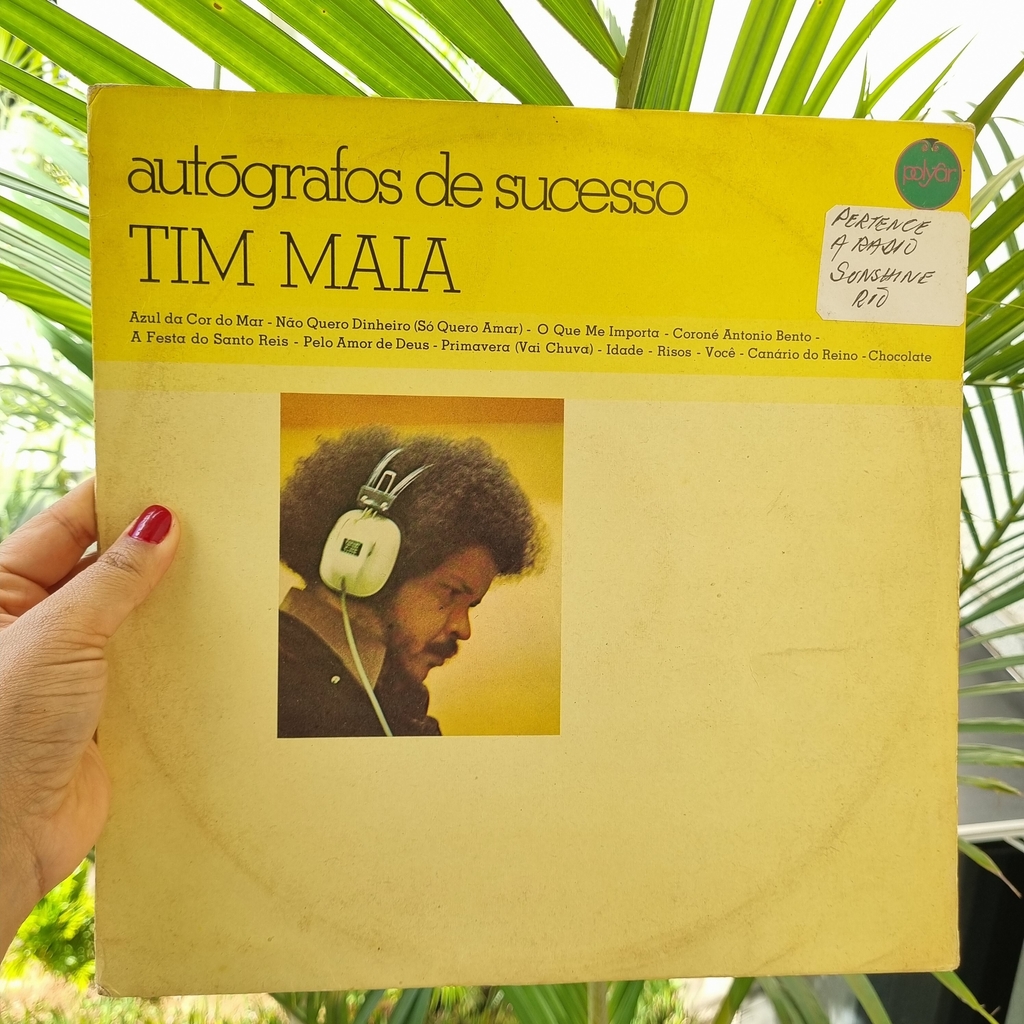 autógrafos de sucesso
TIM MAIA
Azul da Cor do Mar - Não Quero Dinheiro (Só Quero Amar) - O Que Me Importa - Coroné Antonio Bento -
A Festa do Santo Reis - Pelo Amor de Deus - Primavera (Vai Chuva) - Idade - Risos - Você - Canário do Reino - Chocolate
polyôr
PERTENCE
A RADIO
SUNSHINE
RIO